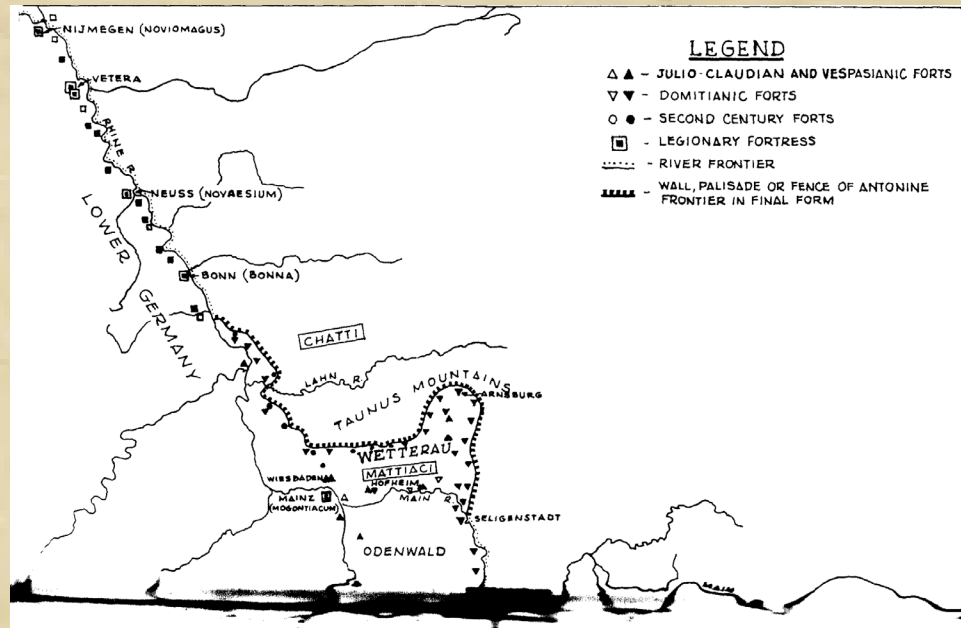 NIJMEGEN (NOVIOMAGUS)
VETERA
RHINE R.
NEUSS (NOVAESIUM)
LOWER
GERMANY
BONN (BONNA)
CHATTI
LAHN R.
TAUNUS MOUNTAINS
ARNSBURG
WETTERAU
MATTIACI
WIESBADEN
HOFHEIM
MAINZ
(MOGONTIACUM)
MAIN R.
SELIGENSTADT
ODENWALD
MAIN
LEGEND
- JULIO-CLAUDIAN AND VESPASIANIC FORTS
- DOMITIANIC FORTS
- SECOND CENTURY FORTS
- LEGIONARY FORTRESS
- RIVER FRONTIER
- WALL, PALISADE OR FENCE OF ANTONINE
FRONTIER IN FINAL FORM